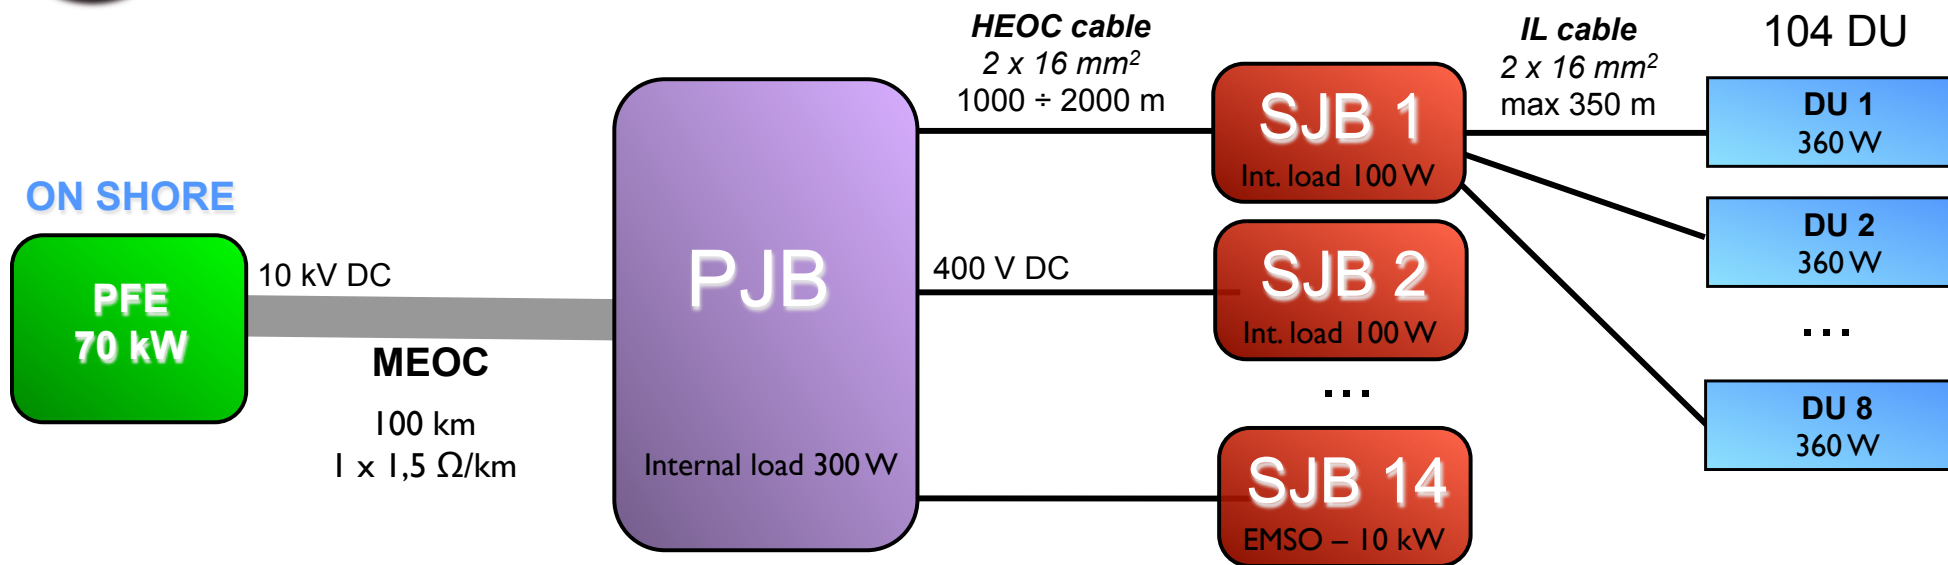 ON SHORE
PFE
70 kW
10 kV DC
MEOC
100 km
1 x 1,5 Ω/km
PJB
Internal load 300 W
HEOC cable
2 x 16 mm²
1000 ÷ 2000 m
400 V DC
SJB 1
Int. load 100 W
SJB 2
Int. load 100 W
...
SJB 14
EMSO – 10 kW
IL cable
2 x 16 mm²
max 350 m
104 DU
DU 1
360 W
DU 2
360 W
...
DU 8
360 W